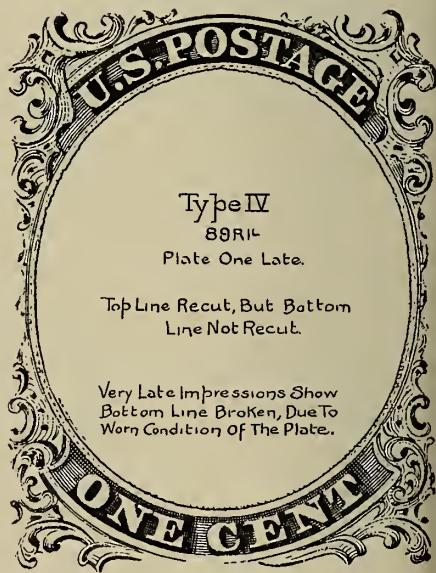 U.S. POSTAGE
Type IV
89R1L
Plate One Late.
Top Line Recut, But Bottom
Line Not Recut.
Very Late Impressions Show
Bottom Line Broken, Due To
Worn Condition Of The Plate.
ONE CENT